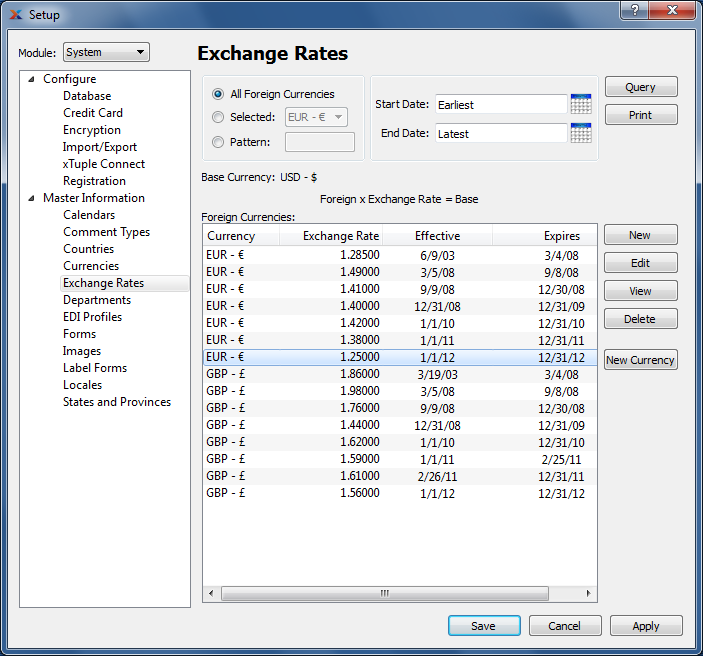 Setup
?
Module: System
Exchange Rates
Configure
Database
Credit Card
Encryption
Import/Export
xTuple Connect
Registration
Master Information
Calendars
Comment Types
Countries
Currencies
Exchange Rates
Departments
EDI Profiles
Forms
Images
Label Forms
Locales
States and Provinces
All Foreign Currencies
Selected: EUR - €
Pattern:
Start Date: Earliest
End Date: Latest
Query
Print
Base Currency: USD - $
Foreign x Exchange Rate = Base
Foreign Currencies:
Currency Exchange Rate Effective Expires
EUR - € 1.28500 6/9/03 3/4/08
EUR - € 1.49000 3/5/08 9/8/08
EUR - € 1.41000 9/9/08 12/30/08
EUR - € 1.40000 12/31/08 12/31/09
EUR - € 1.42000 1/1/10 12/31/10
EUR - € 1.38000 1/1/11 12/31/11
EUR - € 1.25000 1/1/12 12/31/12
GBP - £ 1.86000 3/19/03 3/4/08
GBP - £ 1.98000 3/5/08 9/8/08
GBP - £ 1.76000 9/9/08 12/30/08
GBP - £ 1.44000 12/31/08 12/31/09
GBP - £ 1.62000 1/1/10 12/31/10
GBP - £ 1.59000 1/1/11 2/25/11
GBP - £ 1.61000 2/26/11 12/31/11
GBP - £ 1.56000 1/1/12 12/31/12
New
Edit
View
Delete
New Currency
Save
Cancel
Apply